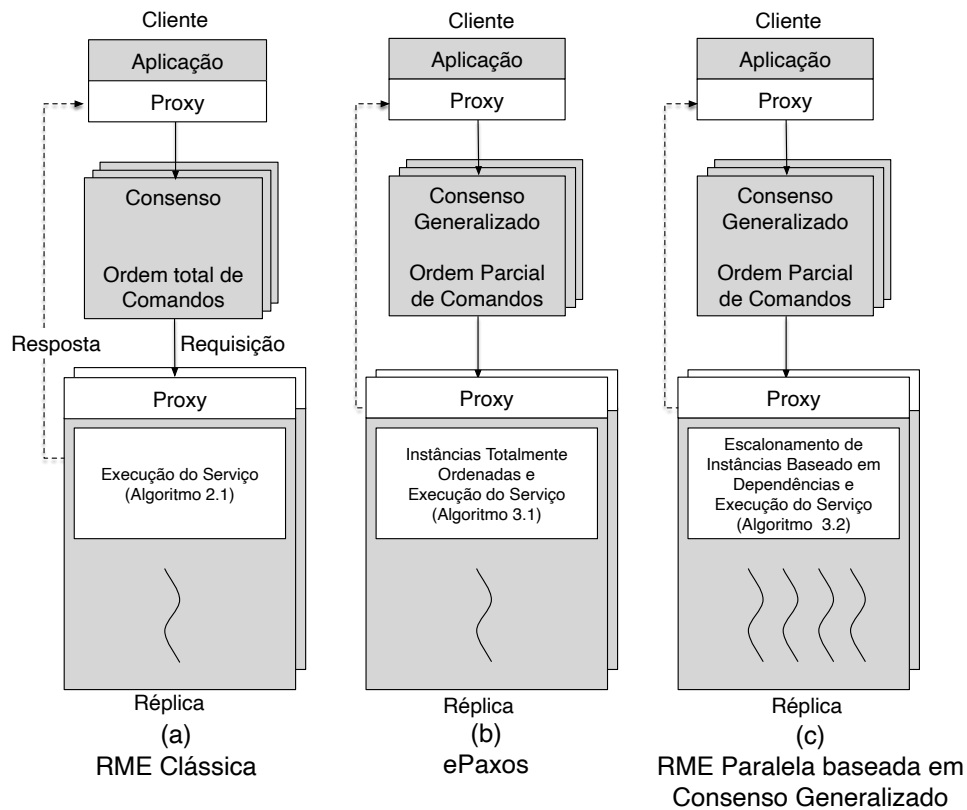 Cliente
Aplicação
Proxy
Consenso
Ordem total de
Comandos
Resposta
Requisição
Proxy
Execução do Serviço
(Algoritmo 2.1)
Réplica
(a)
RME Clássica
Cliente
Aplicação
Proxy
Consenso
Generalizado
Ordem Parcial
de Comandos
Proxy
Instâncias Totalmente
Ordenadas e
Execução do Serviço
(Algoritmo 3.1)
Réplica
(b)
ePaxos
Cliente
Aplicação
Proxy
Consenso
Generalizado
Ordem Parcial
de Comandos
Proxy
Escalonamento de
Instâncias Baseado em
Dependências e
Execução do Serviço
(Algoritmo 3.2)
Réplica
(c)
RME Paralela baseada em
Consenso Generalizado